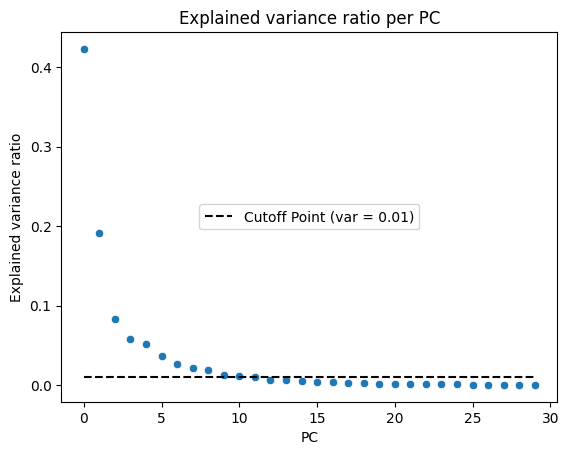 Explained variance ratio per PC
Explained variance ratio
0.4
0.3
0.2
0.1
0.0
Cutoff Point (var = 0.01)
0 5 10 15 20 25 30
PC